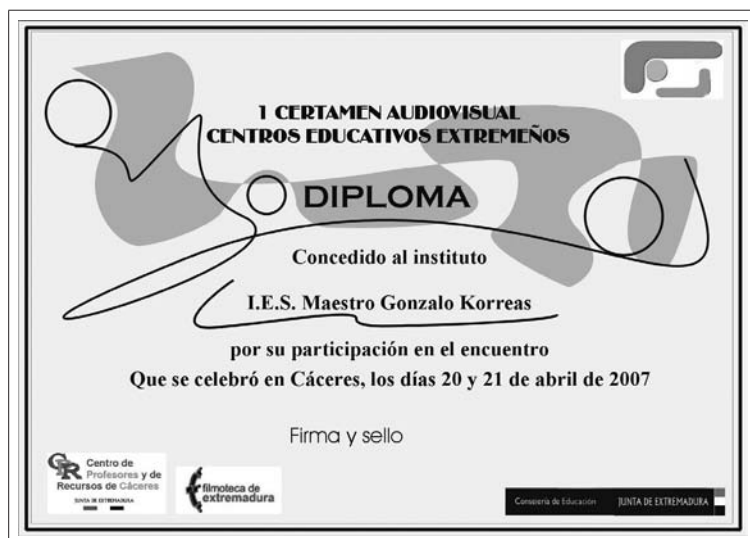 1 CERTAMEN AUDIOVISUAL
CENTROS EDUCATIVOS EXTREMEÑOS
DIPLOMA
Concedido al instituto
I.E.S. Maestro Gonzalo Korreas
por su participación en el encuentro
Que se celebró en Cáceres, los días 20 y 21 de abril de 2007
Firma y sello
CPR Centro de
Profesores y de
Recursos de Cáceres
JUNTA DE EXTREMADURA
filmoteca de
extremadura
Consejería de Educación JUNTA DE EXTREMADURA